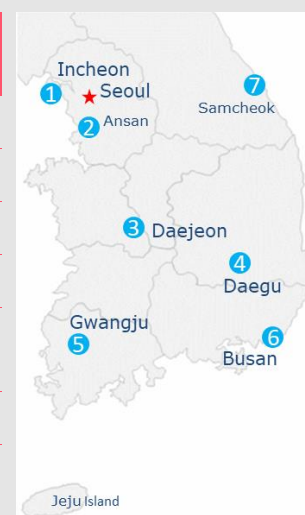 Incheon
7
1
Seoul
Samcheok
2
Ansan
3
Daejeon
4
Daegu
Gwangju
5
6
Busan
Jeju Island